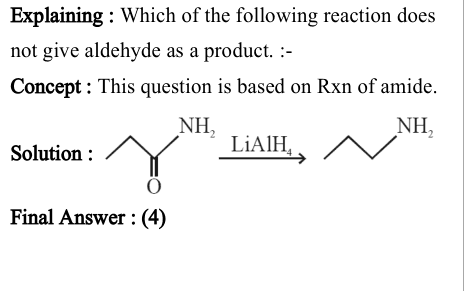 Explaining : Which of the following reaction does
not give aldehyde as a product. :-
Concept : This question is based on Rxn of amide.
Solution : NH₂ O LiAlH₄ NH₂
Final Answer : (4)